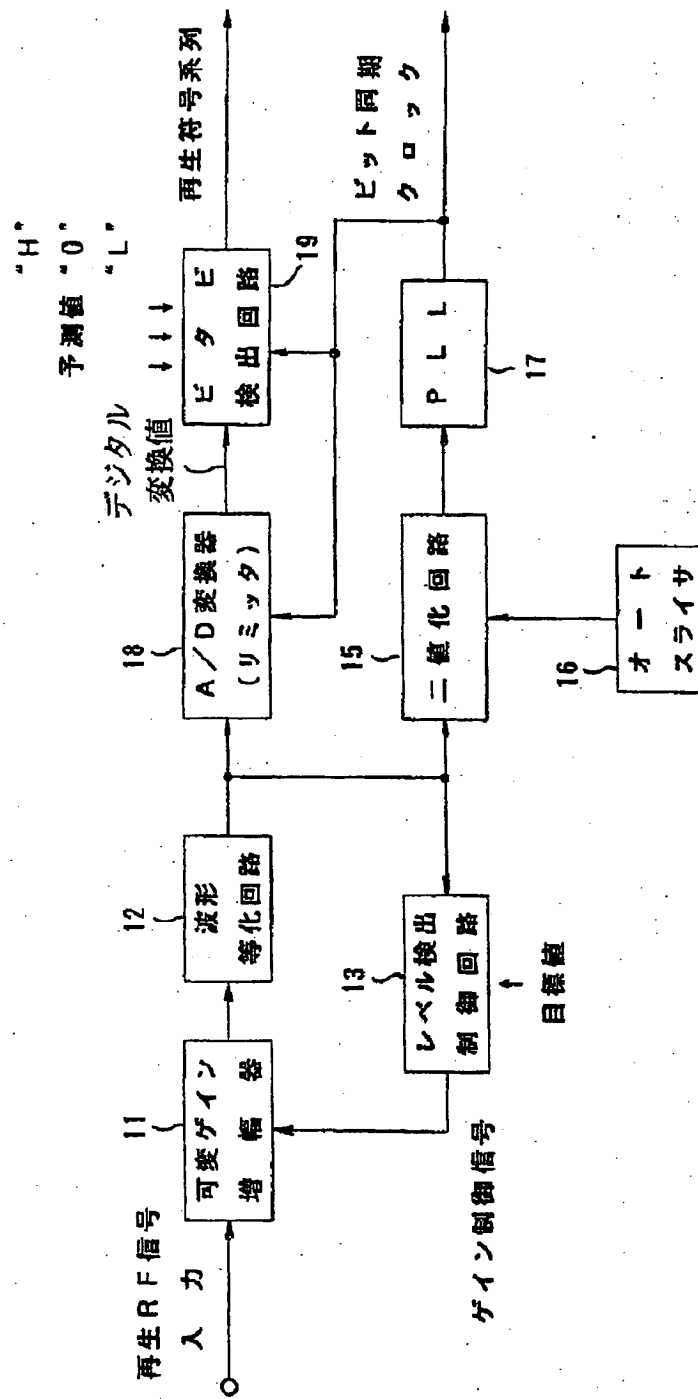 再生RF信号
入力
11
可変ゲイン
増幅器
12
波形
等化回路
18
A/D変換器
(リミッタ)
デジタル
変換値
予測値 "H" "0" "L"
ビタビ
検出回路
19
再生符号系列
13
レベル検出
制御回路
目標値
ゲイン制御信号
15
二値化回路
16
オート
スライサ
PLL
17
ビット同期
クロック